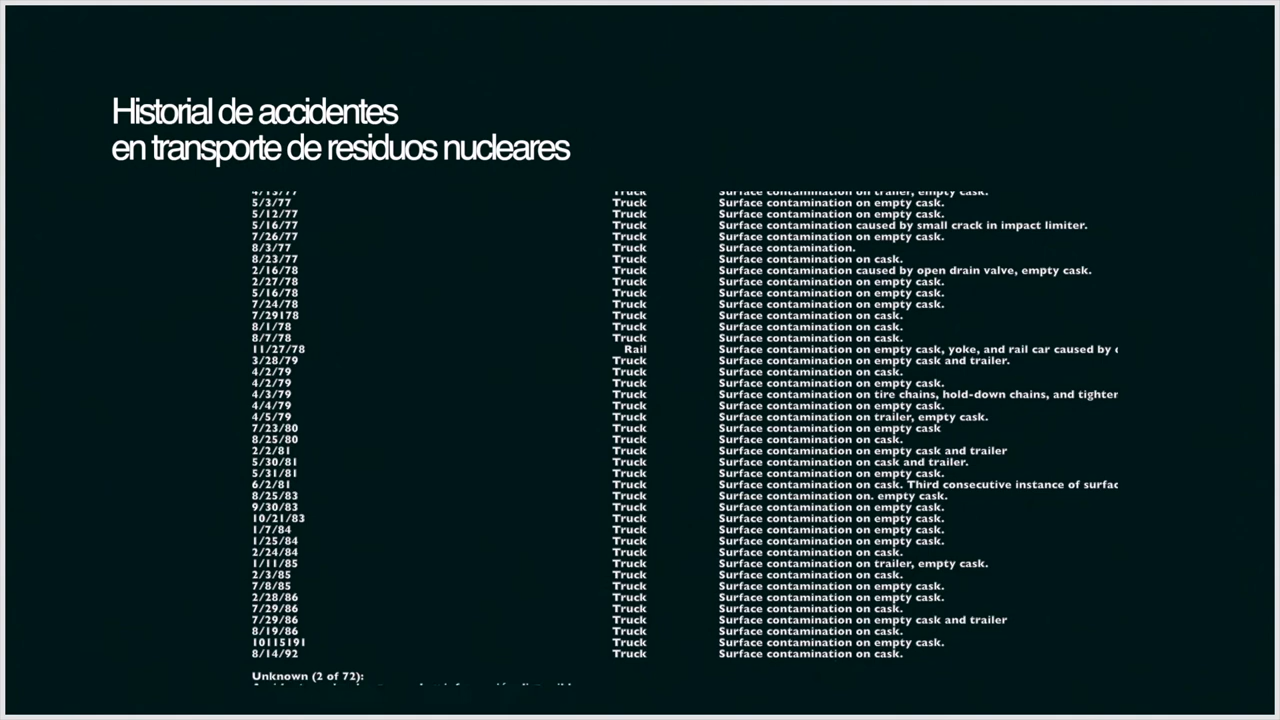 Historial de accidentes
en transporte de residuos nucleares
4/13/77 Truck Surface contamination on trailer, empty cask.
5/3/77 Truck Surface contamination on empty cask.
5/12/77 Truck Surface contamination on empty cask.
5/16/77 Truck Surface contamination caused by small crack in impact limiter.
7/26/77 Truck Surface contamination on empty cask.
8/3/77 Truck Surface contamination.
8/23/77 Truck Surface contamination on cask.
2/16/78 Truck Surface contamination caused by open drain valve, empty cask.
2/27/78 Truck Surface contamination on empty cask.
5/16/78 Truck Surface contamination on empty cask.
7/24/78 Truck Surface contamination on empty cask.
7/29178 Truck Surface contamination on cask.
8/1/78 Truck Surface contamination on cask.
8/7/78 Truck Surface contamination on cask.
11/27/78 Rail Surface contamination on empty cask, yoke, and rail car caused by
3/28/79 Truck Surface contamination on empty cask and trailer.
4/2/79 Truck Surface contamination on cask.
4/2/79 Truck Surface contamination on empty cask.
4/3/79 Truck Surface contamination on tire chains, hold-down chains, and tighten
4/4/79 Truck Surface contamination on empty cask.
4/5/79 Truck Surface contamination on trailer, empty cask.
7/23/80 Truck Surface contamination on empty cask
8/25/80 Truck Surface contamination on cask.
2/2/81 Truck Surface contamination on empty cask and trailer
5/30/81 Truck Surface contamination on cask and trailer.
5/31/81 Truck Surface contamination on empty cask.
6/2/81 Truck Surface contamination on cask. Third consecutive instance of surfac
8/25/83 Truck Surface contamination on. empty cask.
9/30/83 Truck Surface contamination on empty cask.
10/21/83 Truck Surface contamination on empty cask.
1/7/84 Truck Surface contamination on empty cask.
1/25/84 Truck Surface contamination on empty cask.
2/24/84 Truck Surface contamination on cask.
1/11/85 Truck Surface contamination on trailer, empty cask.
2/3/85 Truck Surface contamination on cask.
7/8/85 Truck Surface contamination on empty cask.
2/28/86 Truck Surface contamination on empty cask.
7/29/86 Truck Surface contamination on cask.
7/29/86 Truck Surface contamination on empty cask and trailer
8/19/86 Truck Surface contamination on cask.
10115191 Truck Surface contamination on empty cask.
8/14/92 Truck Surface contamination on cask.
Unknown (2 of 72):